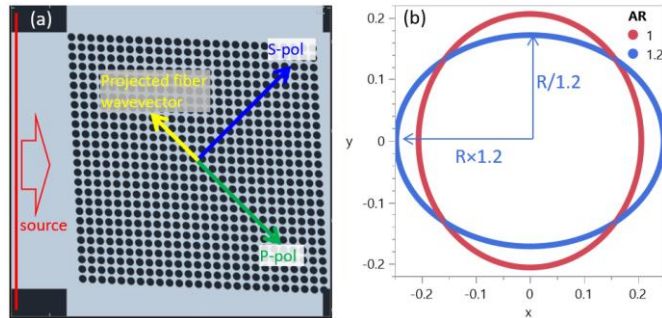 (a)
S-pol
Projected fiber
wavevector
source
P-pol
(b)
AR
1
1.2
0.2
0.1
0
-0.1
-0.2
y
R/1.2
R×1.2
-0.2 -0.1 0 0.1 0.2
x